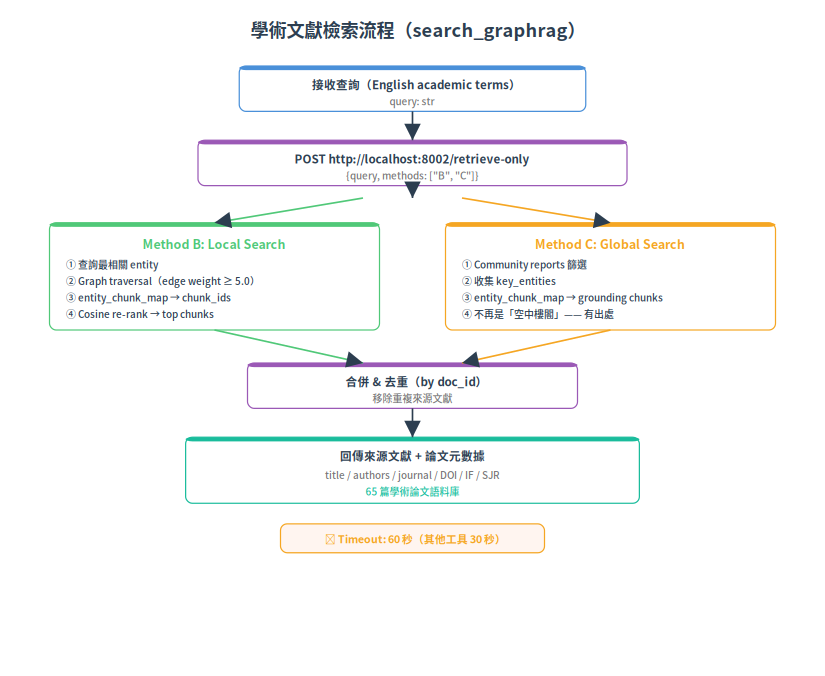 學術文獻檢索流程（search_graphrag）
接收查詢（English academic terms）
query: str
POST http://localhost:8002/retrieve-only
{query, methods: ["B", "C"]}
Method B: Local Search
① 查詢最相關 entity
② Graph traversal（edge weight ≥ 5.0）
③ entity_chunk_map → chunk_ids
④ Cosine re-rank → top chunks
Method C: Global Search
① Community reports 篩選
② 收集 key_entities
③ entity_chunk_map → grounding chunks
④ 不再是「空中樓閣」—— 有出處
合併 & 去重（by doc_id）
移除重複來源文獻
回傳來源文獻 + 論文元數據
title / authors / journal / DOI / IF / SJR
65 篇學術論文語料庫
Timeout: 60 秒（其他工具 30 秒）